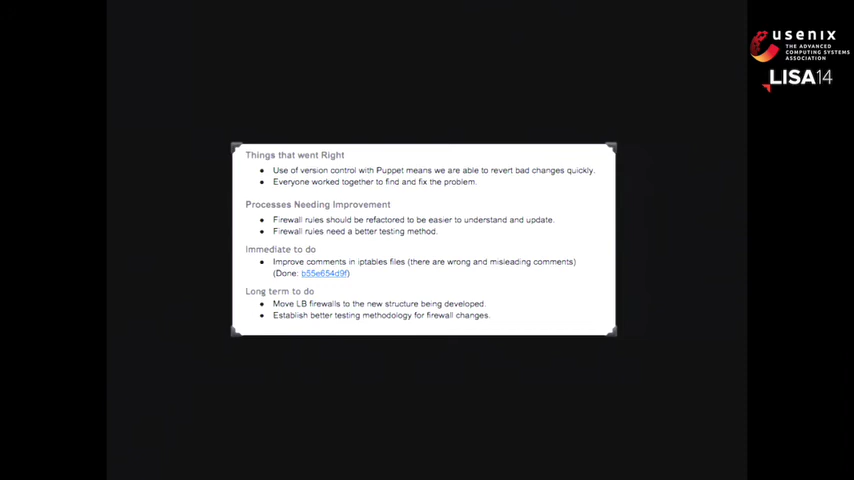 usenix
THE ADVANCED
COMPUTING SYSTEMS
ASSOCIATION
LISA14
Things that went Right
● Use of version control with Puppet means we are able to revert bad changes quickly.
● Everyone worked together to find and fix the problem.
Processes Needing Improvement
● Firewall rules should be refactored to be easier to understand and update.
● Firewall rules need a better testing method.
Immediate to do
● Improve comments in iptables files (there are wrong and misleading comments)
(Done: b55e654d9f)
Long term to do
● Move LB firewalls to the new structure being developed.
● Establish better testing methodology for firewall changes.